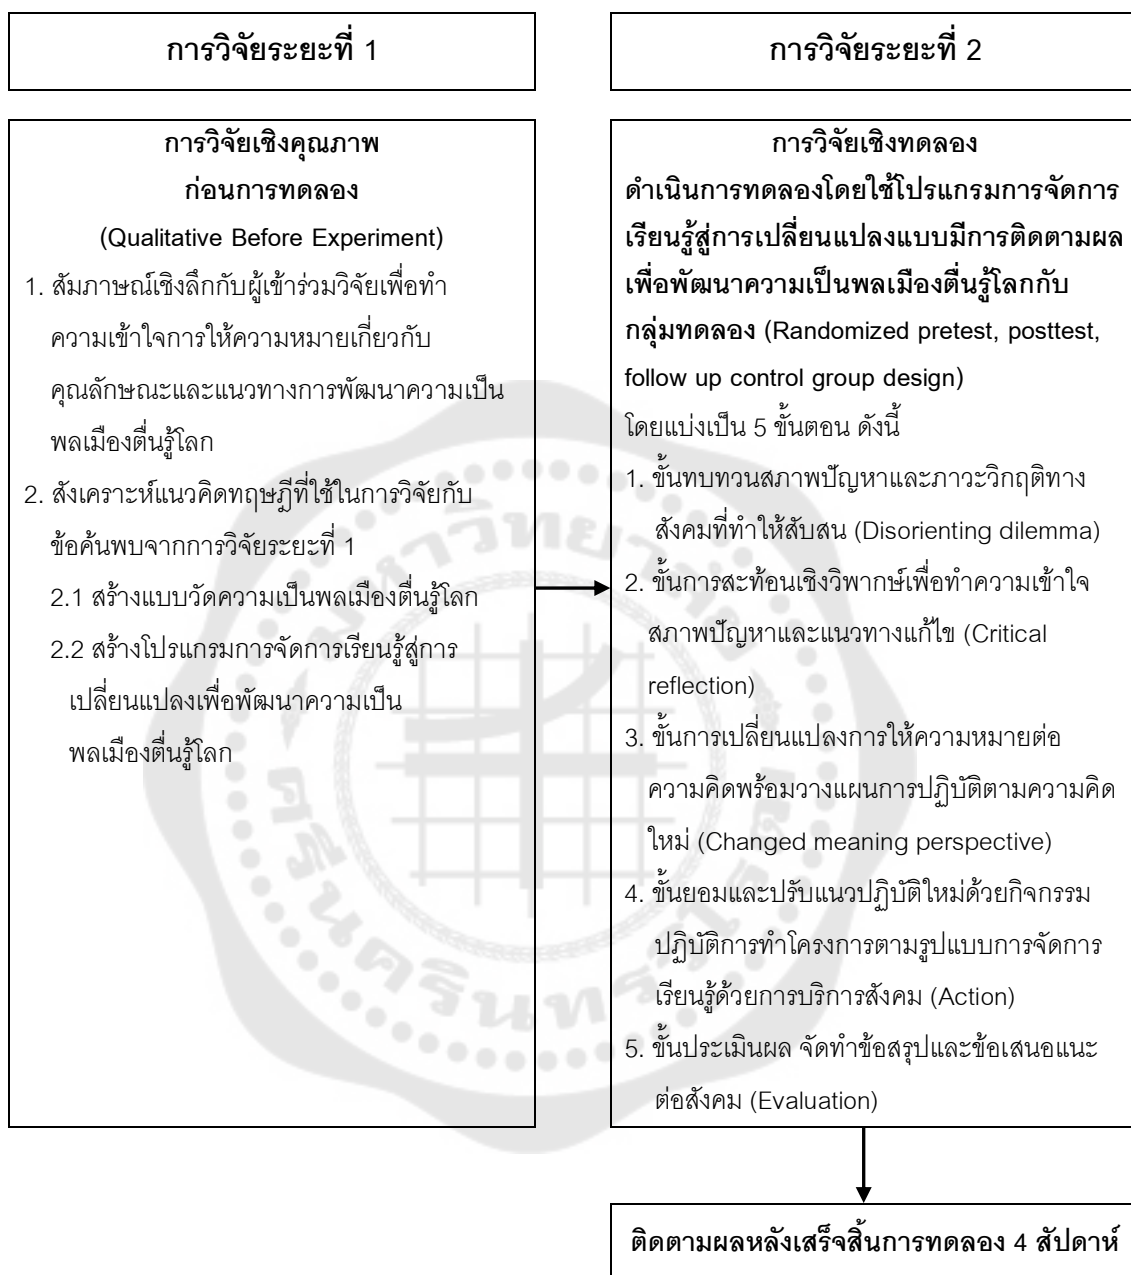 การวิจัยระยะที่ 1
การวิจัยเชิงคุณภาพ
ก่อนการทดลอง
(Qualitative Before Experiment)
1. สัมภาษณ์เชิงลึกกับผู้เข้าร่วมวิจัยเพื่อทำ
ความเข้าใจการให้ความหมายเกี่ยวกับ
คุณลักษณะและแนวทางการพัฒนาความเป็น
พลเมืองตื่นรู้โลก
2. สังเคราะห์แนวคิดทฤษฎีที่ใช้ในการวิจัยกับ
ข้อค้นพบจากการวิจัยระยะที่ 1
2.1 สร้างแบบวัดความเป็นพลเมืองตื่นรู้โลก
2.2 สร้างโปรแกรมการจัดการเรียนรู้สู่การ
เปลี่ยนแปลงเพื่อพัฒนาความเป็น
พลเมืองตื่นรู้โลก
การวิจัยระยะที่ 2
การวิจัยเชิงทดลอง
ดำเนินการทดลองโดยใช้โปรแกรมการจัดการ
เรียนรู้สู่การเปลี่ยนแปลงแบบมีการติดตามผล
เพื่อพัฒนาความเป็นพลเมืองตื่นรู้โลกกับ
กลุ่มทดลอง (Randomized pretest, posttest,
follow up control group design)
โดยแบ่งเป็น 5 ขั้นตอน ดังนี้
1. ขั้นทบทวนสภาพปัญหาและภาวะวิกฤติทาง
สังคมที่ทำให้สับสน (Disorienting dilemma)
2. ขั้นการสะท้อนเชิงวิพากษ์เพื่อทำความเข้าใจ
สภาพปัญหาและแนวทางแก้ไข (Critical
reflection)
3. ขั้นการเปลี่ยนแปลงการให้ความหมายต่อ
ความคิดพร้อมวางแผนการปฏิบัติตามความคิด
ใหม่ (Changed meaning perspective)
4. ขั้นยอมและปรับแนวปฏิบัติใหม่ด้วยกิจกรรม
ปฏิบัติการทำโครงการตามรูปแบบการจัดการ
เรียนรู้ด้วยการบริการสังคม (Action)
5. ขั้นประเมินผล จัดทำข้อสรุปและข้อเสนอแนะ
ต่อสังคม (Evaluation)
ติดตามผลหลังเสร็จสิ้นการทดลอง 4 สัปดาห์
มหาวิทยาลัย
ศรีนครินทรวิโรฒ